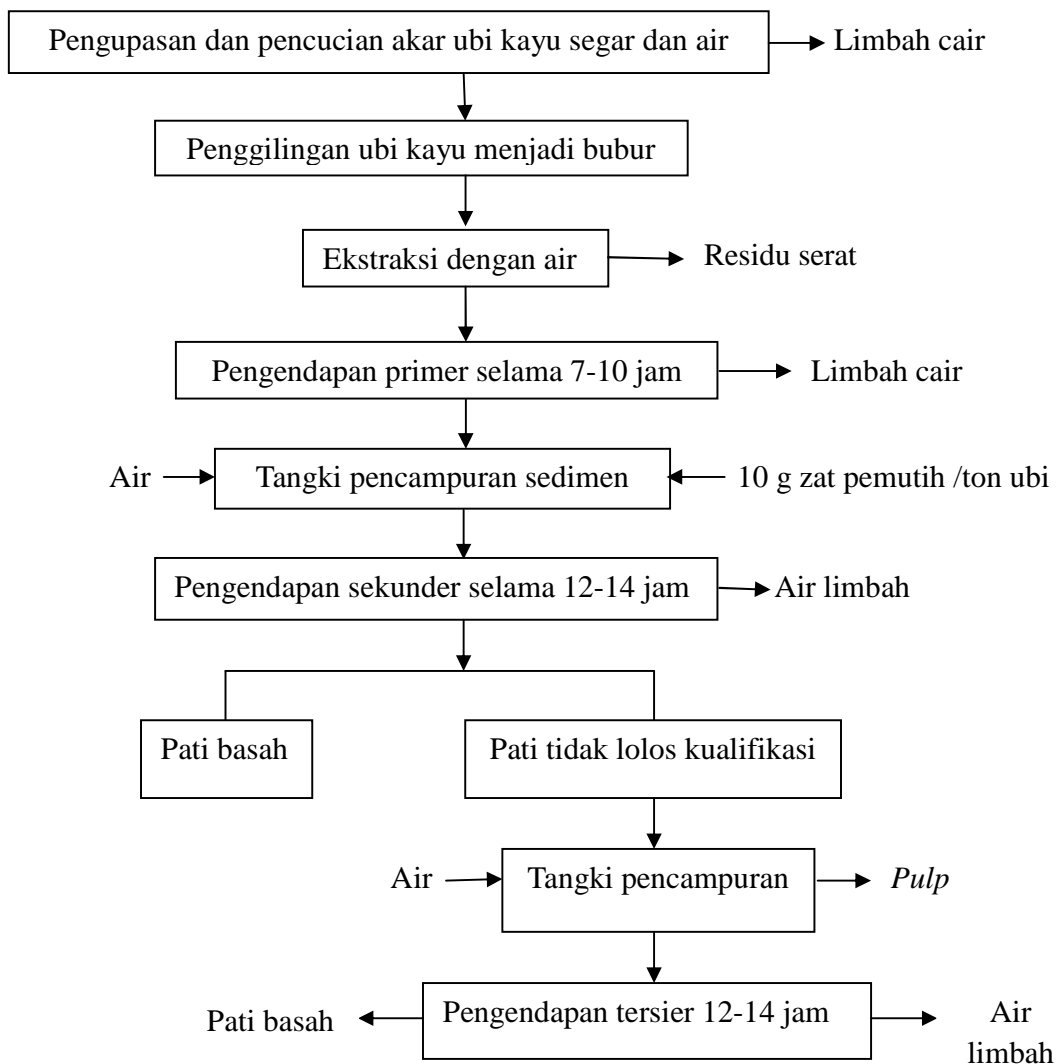 Pengupasan dan pencucian akar ubi kayu segar dan air
Limbah cair
Penggilingan ubi kayu menjadi bubur
Ekstraksi dengan air
Residu serat
Pengendapan primer selama 7-10 jam
Limbah cair
Air
Tangki pencampuran sedimen
10 g zat pemutih /ton ubi
Pengendapan sekunder selama 12-14 jam
Air limbah
Pati basah
Pati tidak lolos kualifikasi
Air
Tangki pencampuran
Pulp
Pati basah
Pengendapan tersier 12-14 jam
Air
limbah